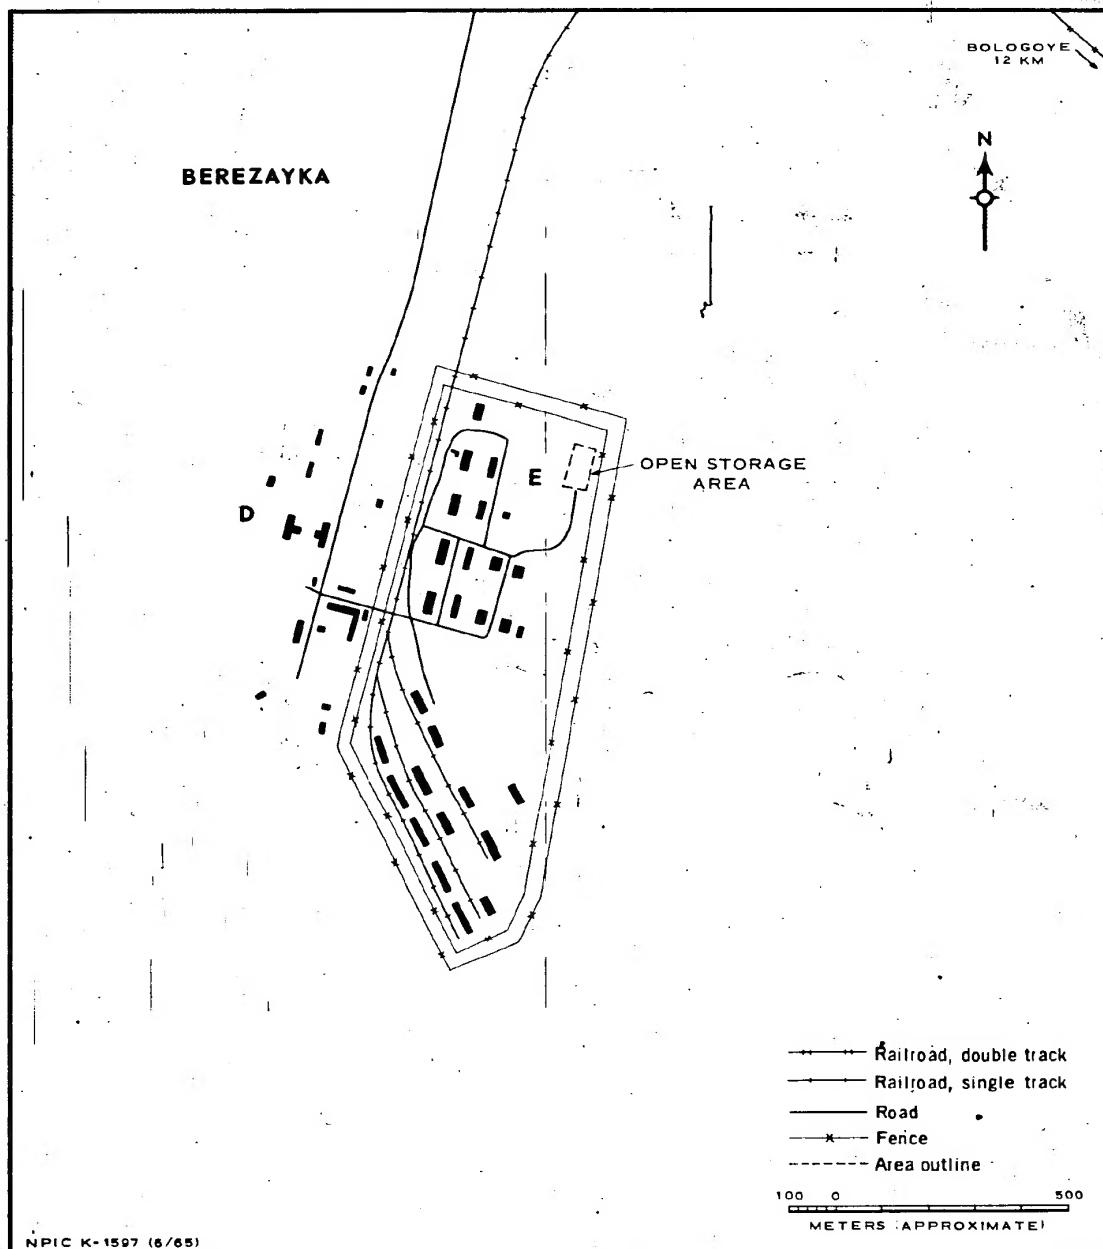 BOLOGOYE
12 KM
BEREZAYKA
N
E
OPEN STORAGE
AREA
D
Railroad, double track
Railroad, single track
Road
Fence
Area outline
100 0 500
METERS (APPROXIMATE)
NPIC K-1597 (6/65)